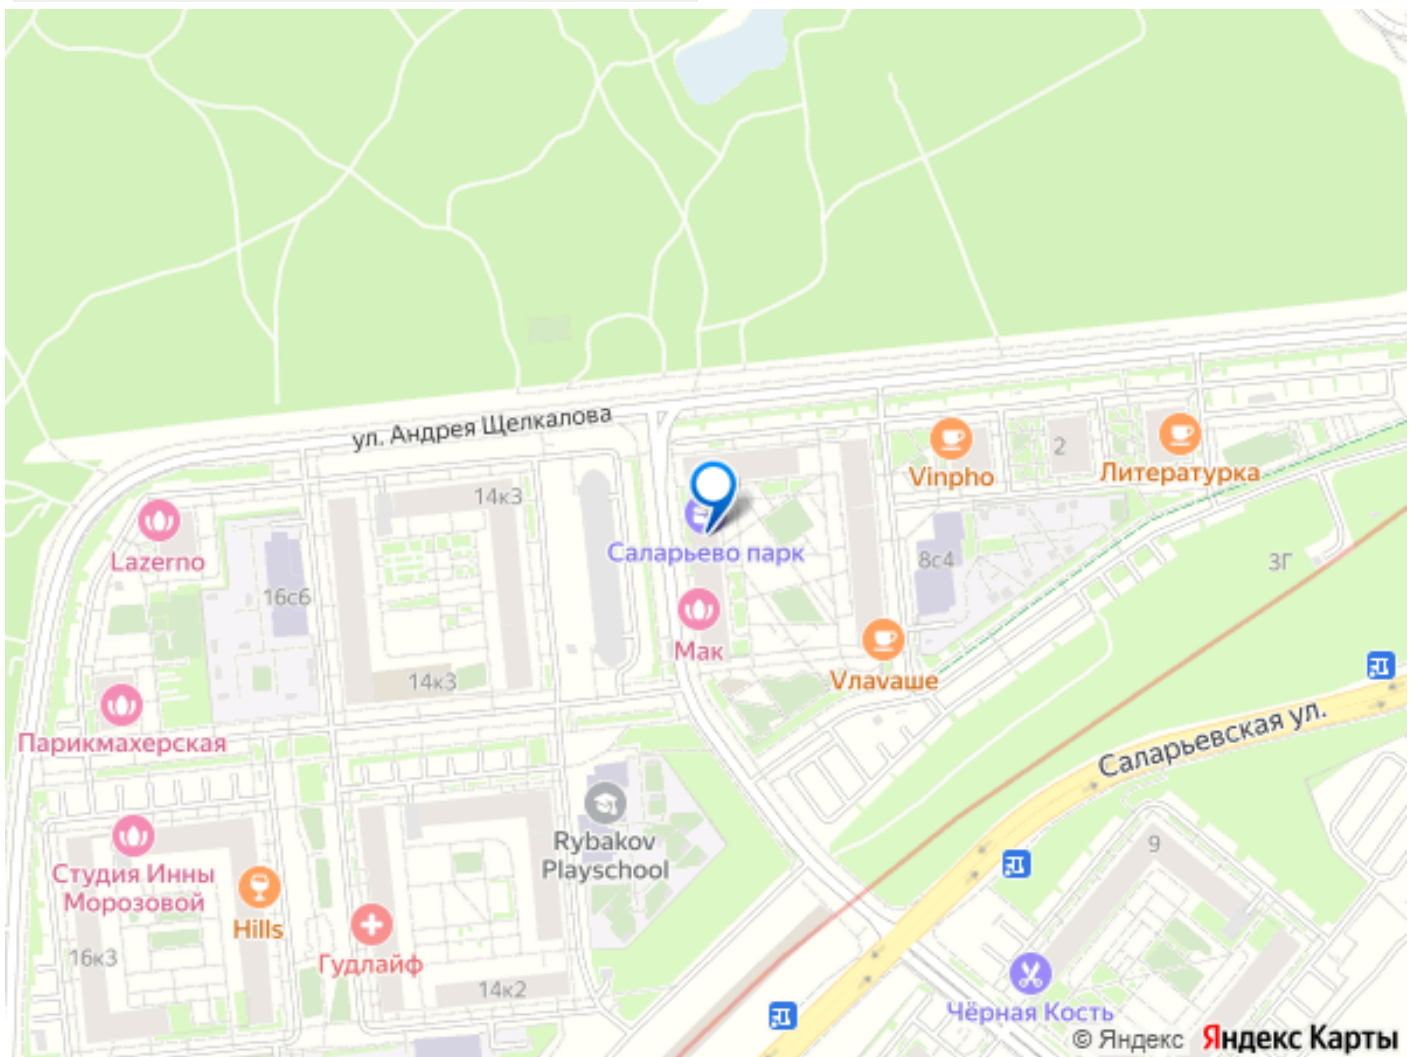 ул. Андрея Щелкалова
14к3
Vinpho
2
Литературка
Lazerno
16с6
Саларьево парк
8с4
3Г
Мак
Vлаvаше
14к3
Парикмахерская
Саларьевская ул.
Rybakov
Playschool
9
Студия Инны
Морозовой
Hills
Гудлайф
16к3
14к2
Чёрная Кость
© Яндекс Яндекс Карты